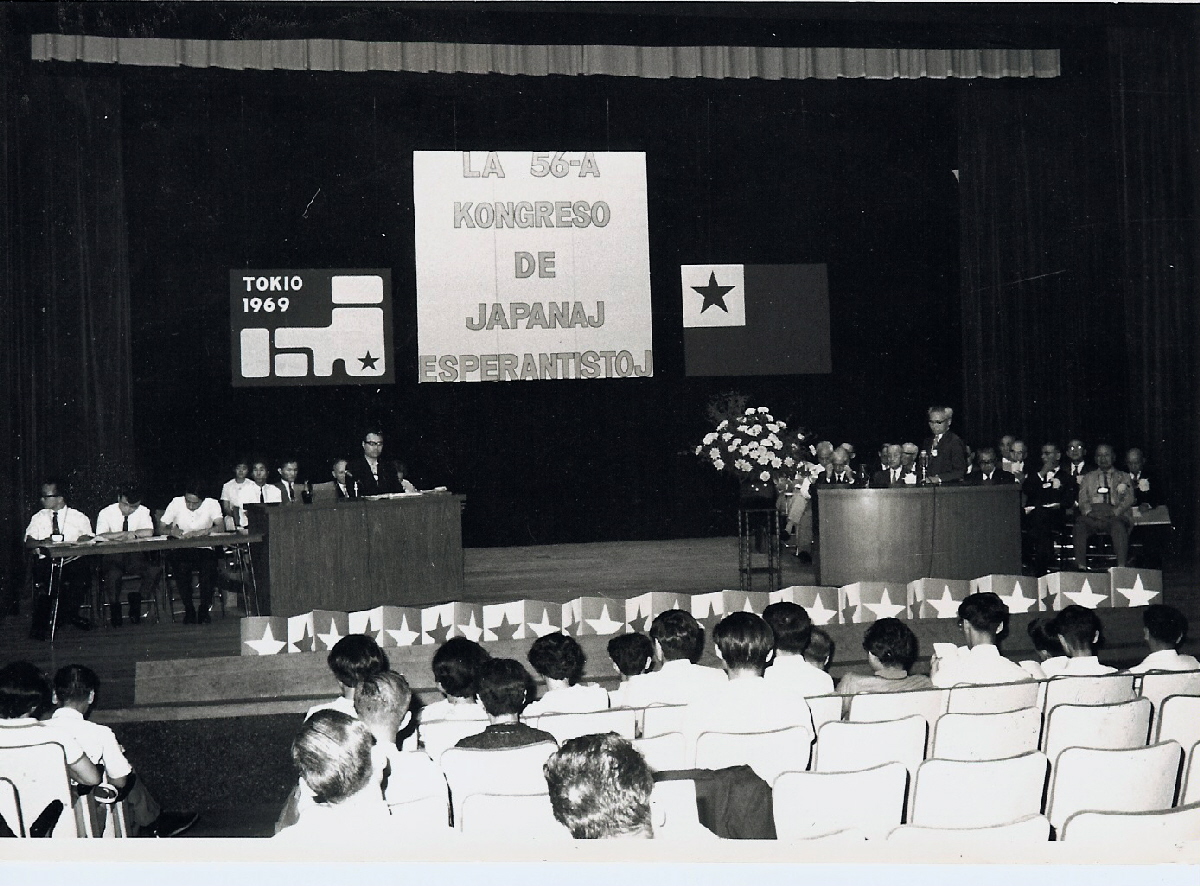 TOKIO
1969
LA 56-A
KONGRESO
DE
JAPANAJ
ESPERANTISTOJ